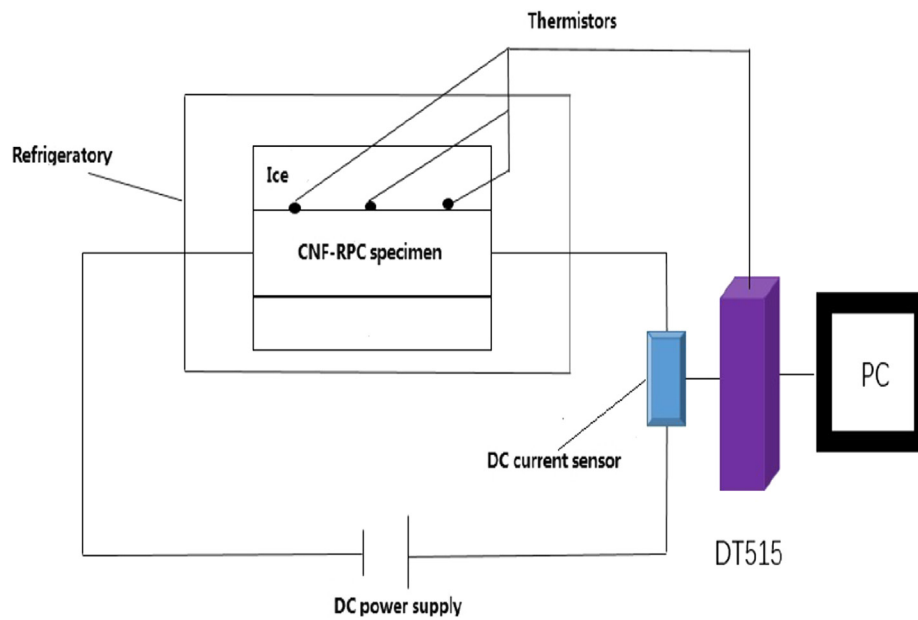 Thermistors
Refrigeratory
Ice
CNF-RPC specimen
PC
DC current sensor
DT515
DC power supply